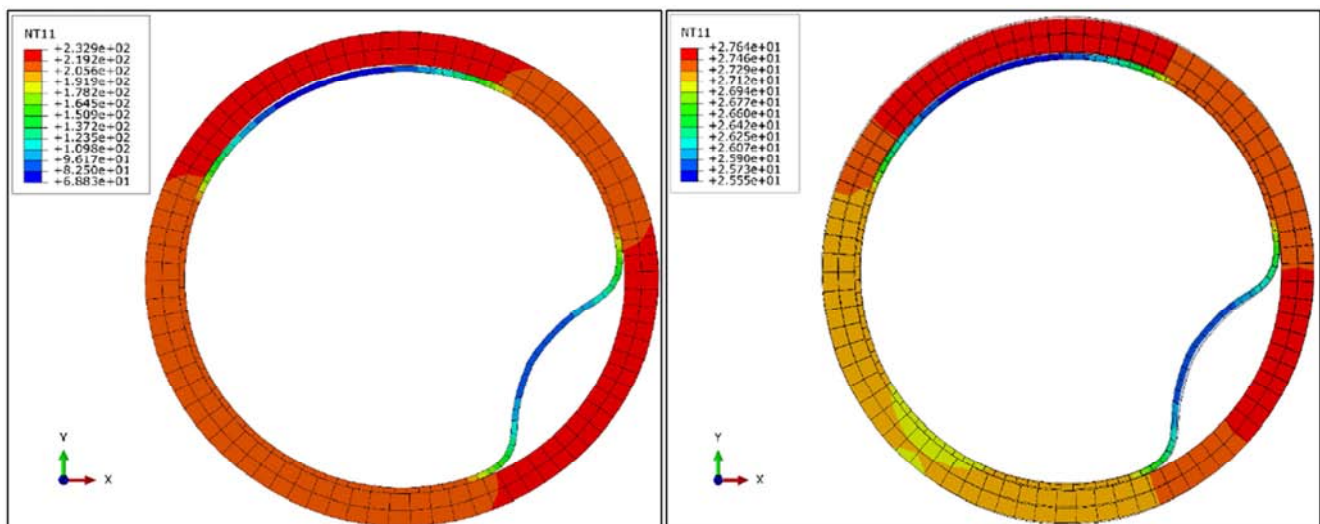 NT11
+2.329e+02
+2.192e+02
+2.056e+02
+1.919e+02
+1.782e+02
+1.645e+02
+1.509e+02
+1.372e+02
+1.235e+02
+1.098e+02
+9.617e+01
+8.250e+01
+6.883e+01
Y
X
NT11
+2.764e+01
+2.746e+01
+2.729e+01
+2.712e+01
+2.694e+01
+2.677e+01
+2.660e+01
+2.642e+01
+2.625e+01
+2.607e+01
+2.590e+01
+2.573e+01
+2.555e+01
Y
X